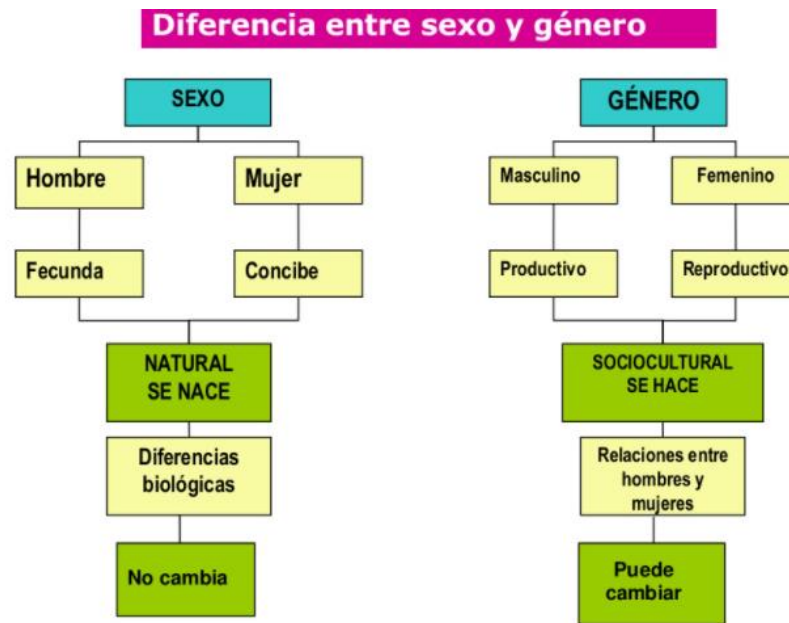 Diferencia entre sexo y género
SEXO
Hombre
Mujer
Fecunda
Concibe
NATURAL
SE NACE
Diferencias
biológicas
No cambia
GÉNERO
Masculino
Femenino
Productivo
Reproductivo
SOCIOCULTURAL
SE HACE
Relaciones entre
hombres y
mujeres
Puede
cambiar